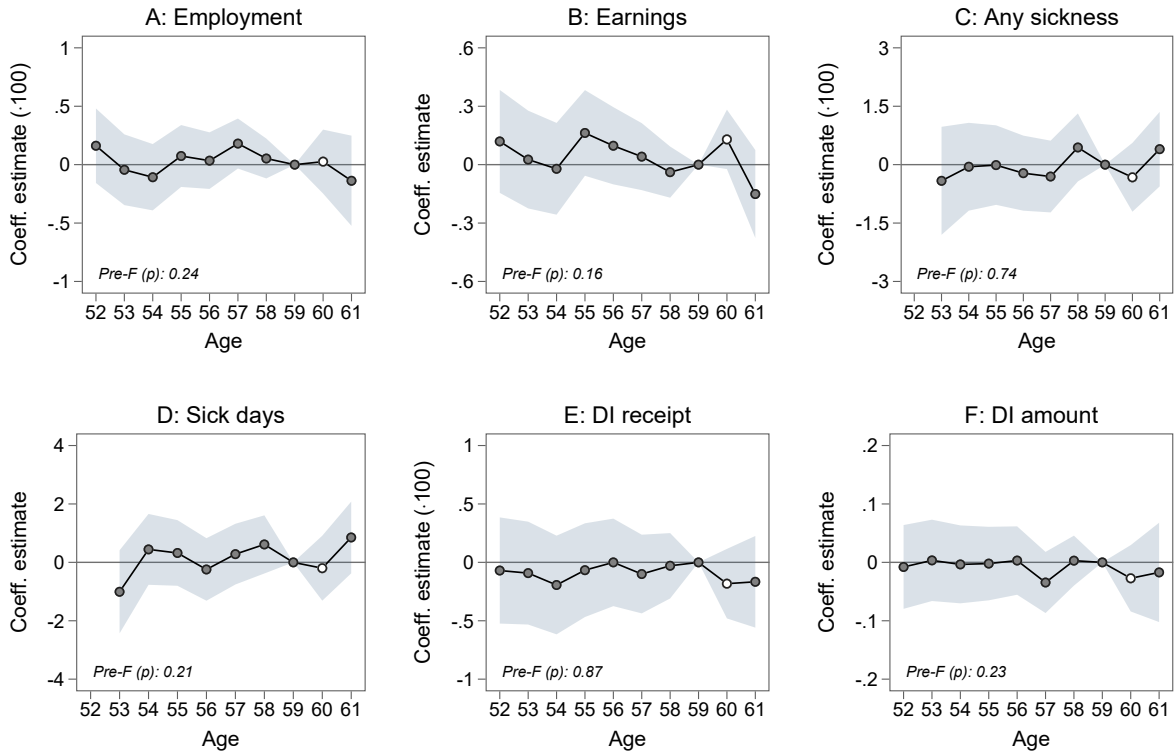 A: Employment
Coeff. estimate (·100)
1
.5
0
-.5
-1
Pre-F (p): 0.24
52 53 54 55 56 57 58 59 60 61
Age
B: Earnings
Coeff. estimate
.6
.3
0
-.3
-.6
Pre-F (p): 0.16
52 53 54 55 56 57 58 59 60 61
Age
C: Any sickness
Coeff. estimate (·100)
3
1.5
0
-1.5
-3
Pre-F (p): 0.74
52 53 54 55 56 57 58 59 60 61
Age
D: Sick days
Coeff. estimate
4
2
0
-2
-4
Pre-F (p): 0.21
52 53 54 55 56 57 58 59 60 61
Age
E: DI receipt
Coeff. estimate (·100)
1
.5
0
-.5
-1
Pre-F (p): 0.87
52 53 54 55 56 57 58 59 60 61
Age
F: DI amount
Coeff. estimate
.2
.1
0
-.1
-.2
Pre-F (p): 0.23
52 53 54 55 56 57 58 59 60 61
Age